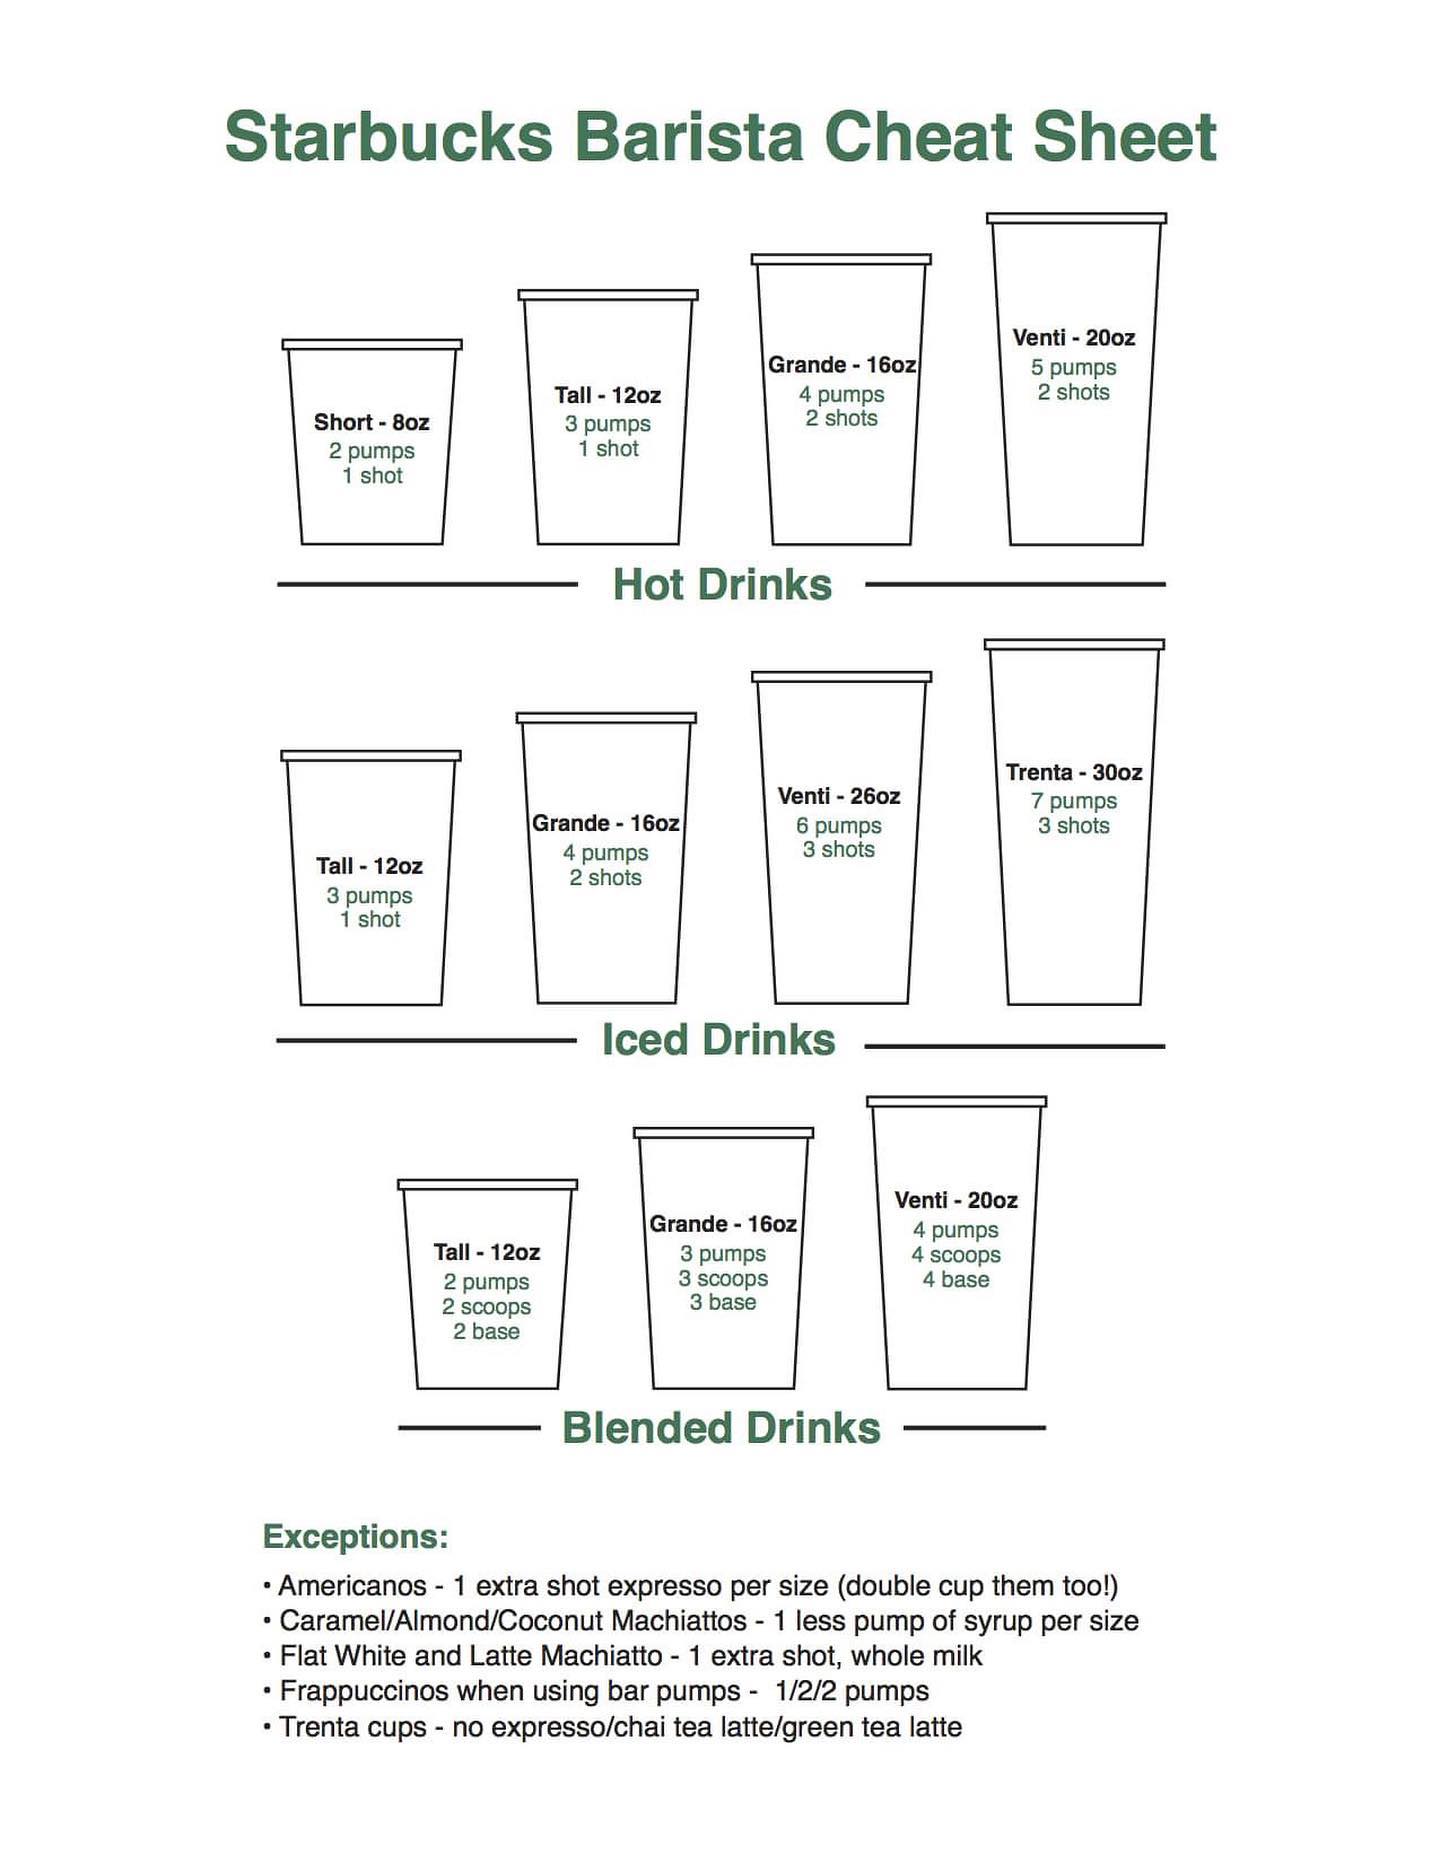 Starbucks Barista Cheat Sheet
Short - 8oz
2 pumps
1 shot
Tall - 12oz
3 pumps
1 shot
Grande - 16oz
4 pumps
2 shots
Venti - 20oz
5 pumps
2 shots
Hot Drinks
Tall - 12oz
3 pumps
1 shot
Grande - 16oz
4 pumps
2 shots
Venti - 26oz
6 pumps
3 shots
Trenta - 30oz
7 pumps
3 shots
Iced Drinks
Tall - 12oz
2 pumps
2 scoops
2 base
Grande - 16oz
3 pumps
3 scoops
3 base
Venti - 20oz
4 pumps
4 scoops
4 base
Blended Drinks
Exceptions:
• Americanos - 1 extra shot expresso per size (double cup them too!)
• Caramel/Almond/Coconut Machiattos - 1 less pump of syrup per size
• Flat White and Latte Machiatto - 1 extra shot, whole milk
• Frappuccinos when using bar pumps - 1/2/2 pumps
• Trenta cups - no expresso/chai tea latte/green tea latte